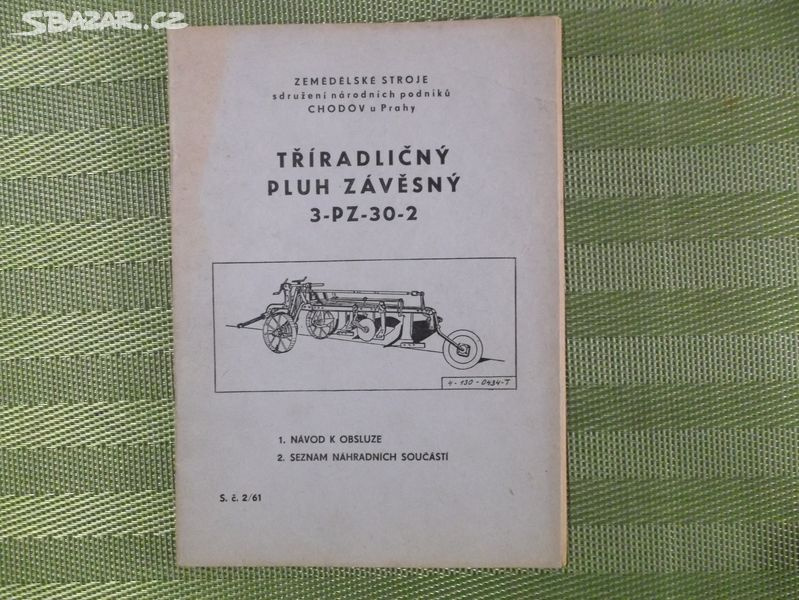 SBAZAR.CZ
ZEMĚDĚLSKÉ STROJE
sdružení národních podniků
CHODOV u Prahy
TŘÍRADLIČNÝ
PLUH ZÁVĚSNÝ
3-PZ-30-2
4-130-0434-T
1. NÁVOD K OBSLUZE
2. SEZNAM NÁHRADNÍCH SOUČÁSTÍ
S. č. 2/61